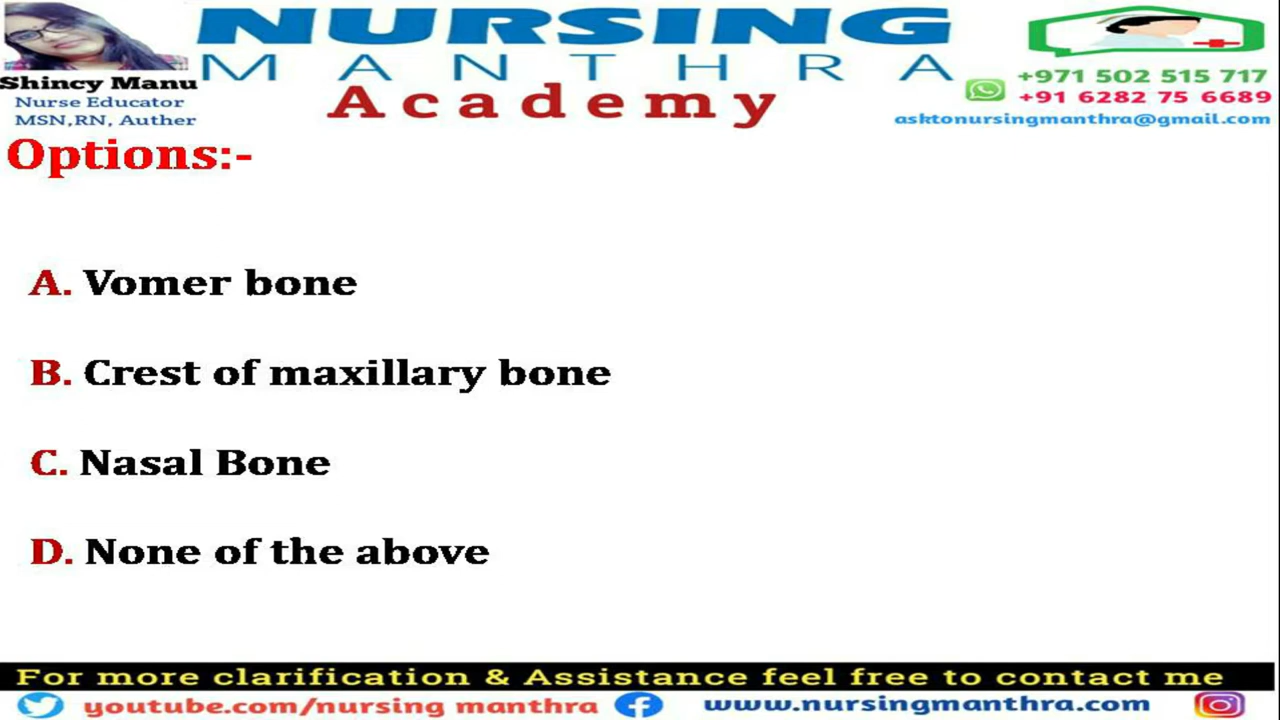 NURSING
MANTHRA
Academy
Shincy Manu
Nurse Educator
MSN,RN, Auther
+971 502 515 717
+91 6282 75 6689
asktonursingmanthra@gmail.com
Options:-
A. Vomer bone
B. Crest of maxillary bone
C. Nasal Bone
D. None of the above
For more clarification & Assistance feel free to contact me
youtube.com/nursing manthra
www.nursingmanthra.com